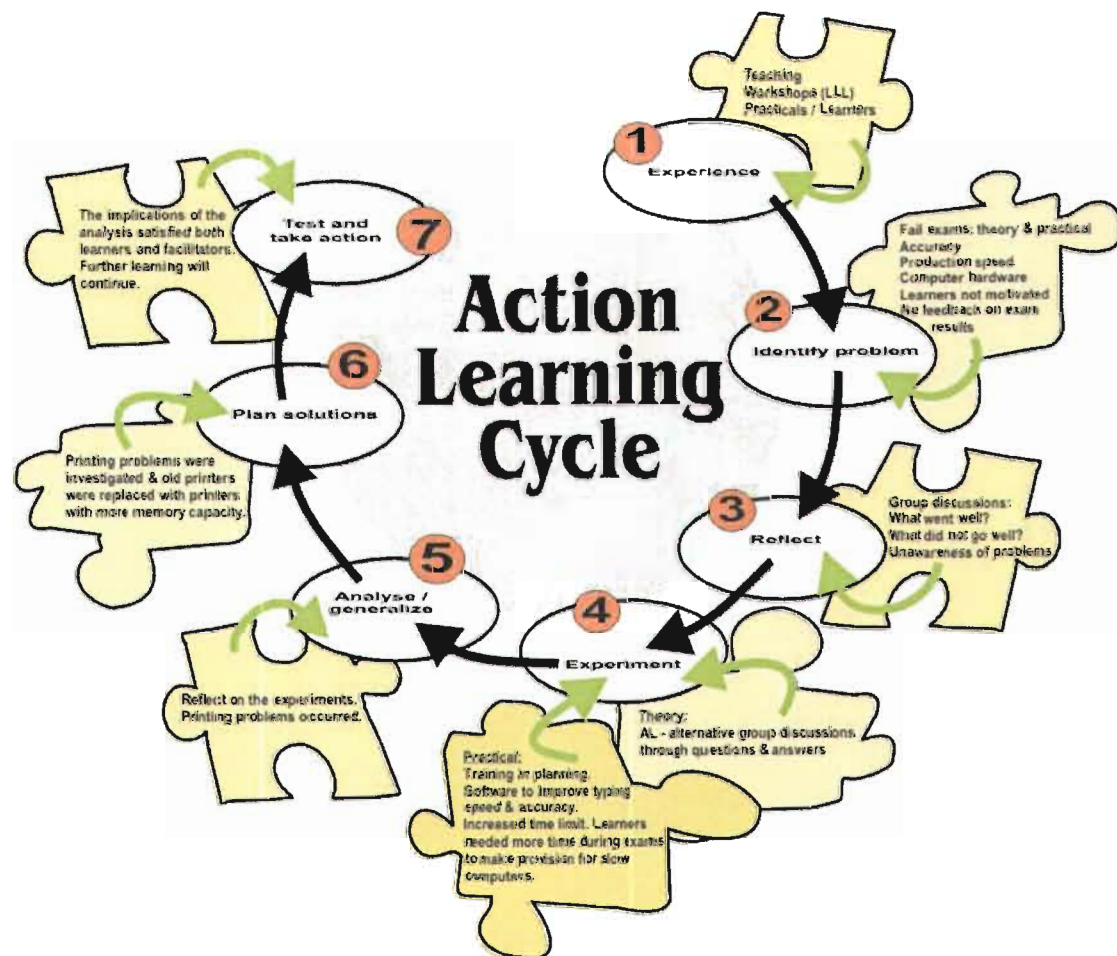 Action
Learning
Cycle
1
Experience
Teaching
Workshops (LLL)
Practicals / Learners
2
Identify problem
Fail exams: theory & practical
Accuracy
Production speed
Computer hardware
Learners not motivated
No feedback on exam
results
3
Reflect
Group discussions:
What went well?
What did not go well?
Unawareness of problems
4
Experiment
Theory:
AL - alternative group discussions
through questions & answers
Practical:
Training in planning.
Software to improve typing
speed & accuracy.
Increased time limit. Learners
needed more time during exams
to make provision for slow
computers.
5
Analyse /
generalize
Reflect on the experiments.
Printing problems occurred.
6
Plan solutions
Printing problems were
investigated & old printers
were replaced with printers
with more memory capacity.
7
Test and
take action
The implications of the
analysis satisfied both
learners and facilitators.
Further learning will
continue.